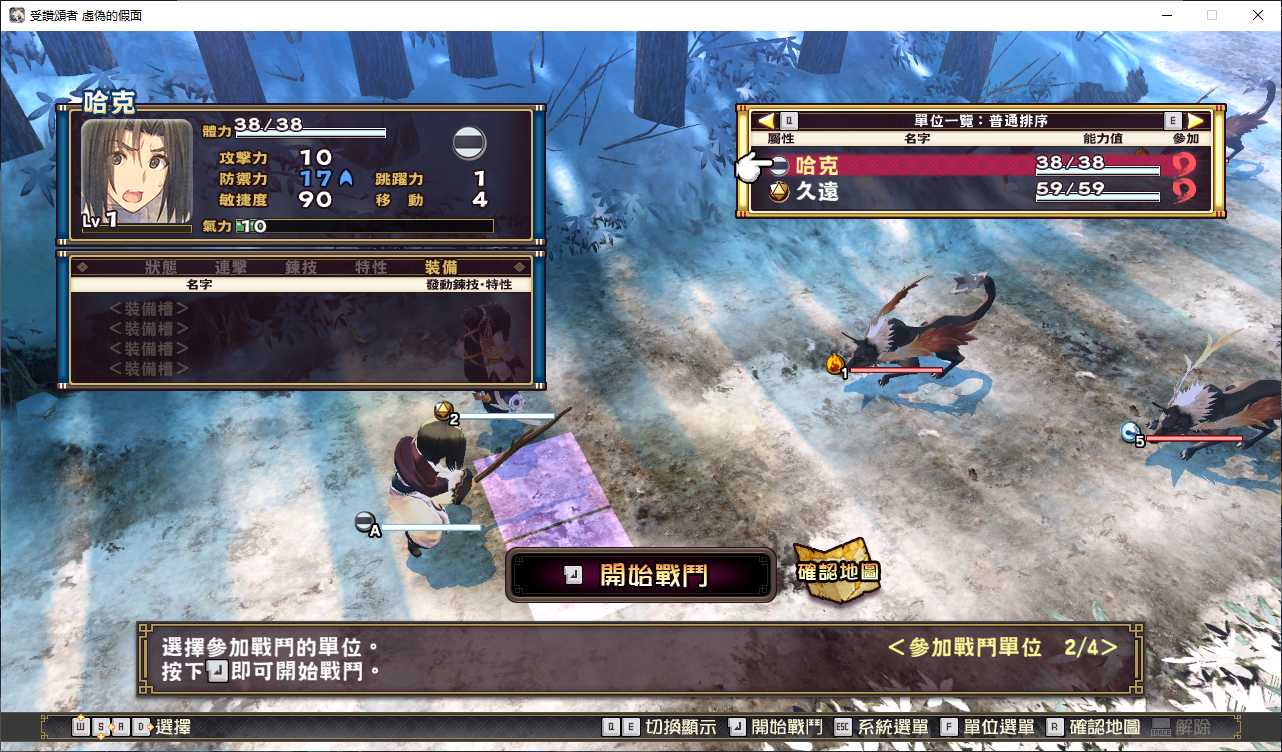 受讚頌者 虛偽的假面
哈克
體力 38/38
攻擊力 10
防禦力 17 跳躍力 1
敏捷度 90 移 動 4
Lv 1 氣力 10
狀態 連擊 鍊技 特性 裝備
名字 發動鍊技·特性
<裝備槽>
<裝備槽>
<裝備槽>
<裝備槽>
Q 單位一覽:普通排序 E
屬性 名字 能力值 參加
哈克 38/38
久遠 59/59
1
5
2
A
開始戰鬥
確認地圖
選擇參加戰鬥的單位。
按下即可開始戰鬥。
<參加戰鬥單位 2/4>
W S A D 選擇 Q E 切換顯示 開始戰鬥 ESC 系統選單 F 單位選單 R 確認地圖 SPACE 解除